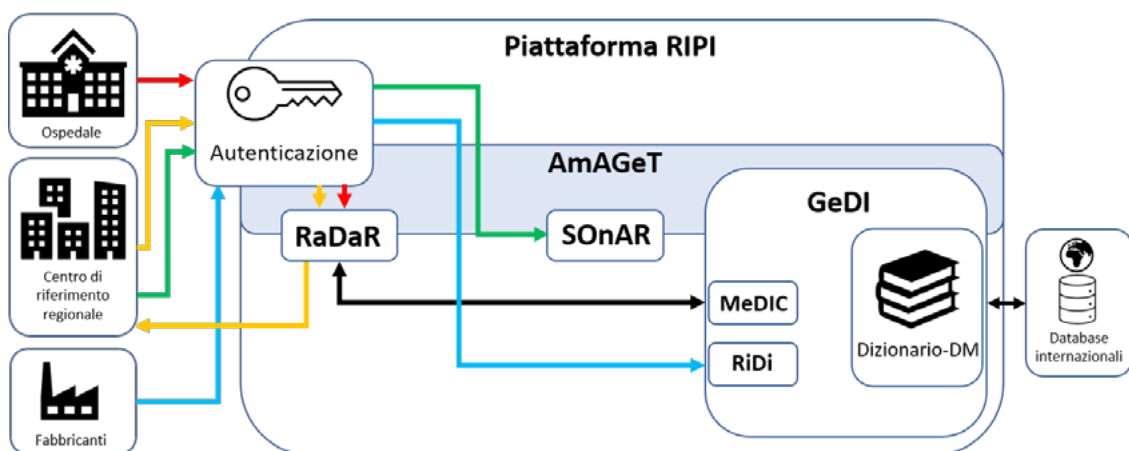 Piattaforma RIPI
Ospedale
Autenticazione
AmAGeT
GeDI
RaDaR
SOnAR
Centro di
riferimento
regionale
MeDIC
RiDi
Dizionario-DM
Database
internazionali
Fabbricanti